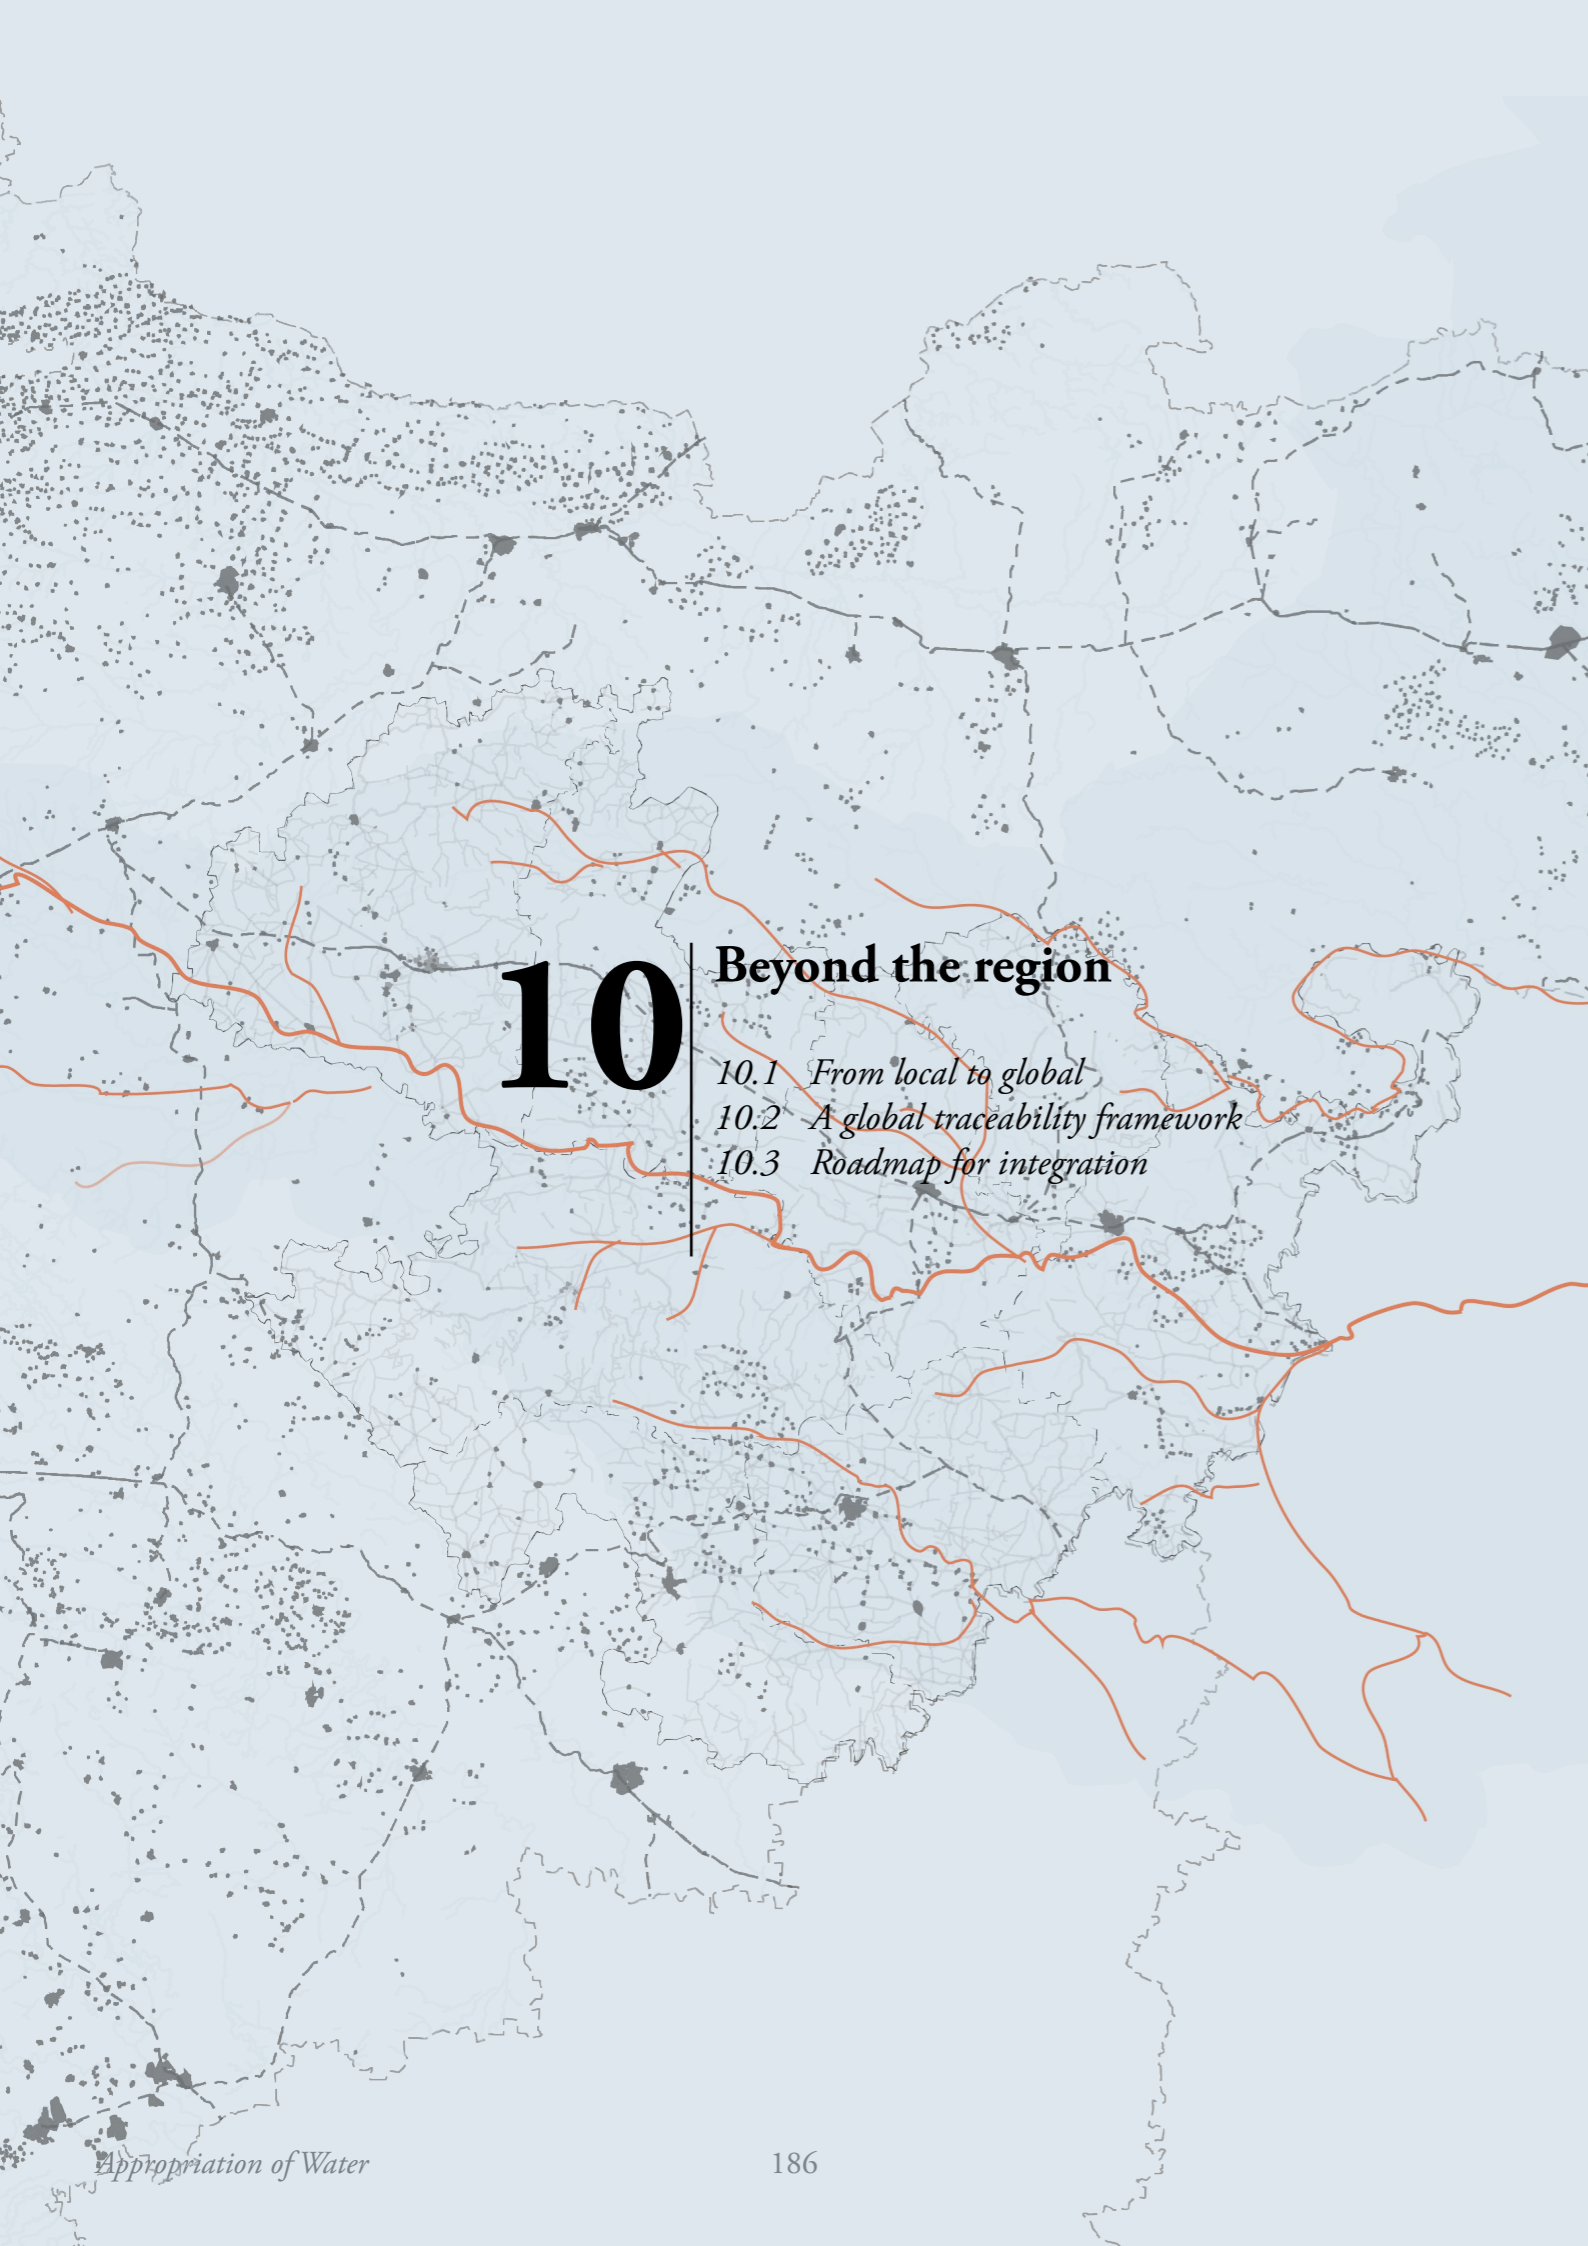 10
Beyond the region
10.1 From local to global
10.2 A global traceability framework
10.3 Roadmap for integration
Appropriation of Water
186